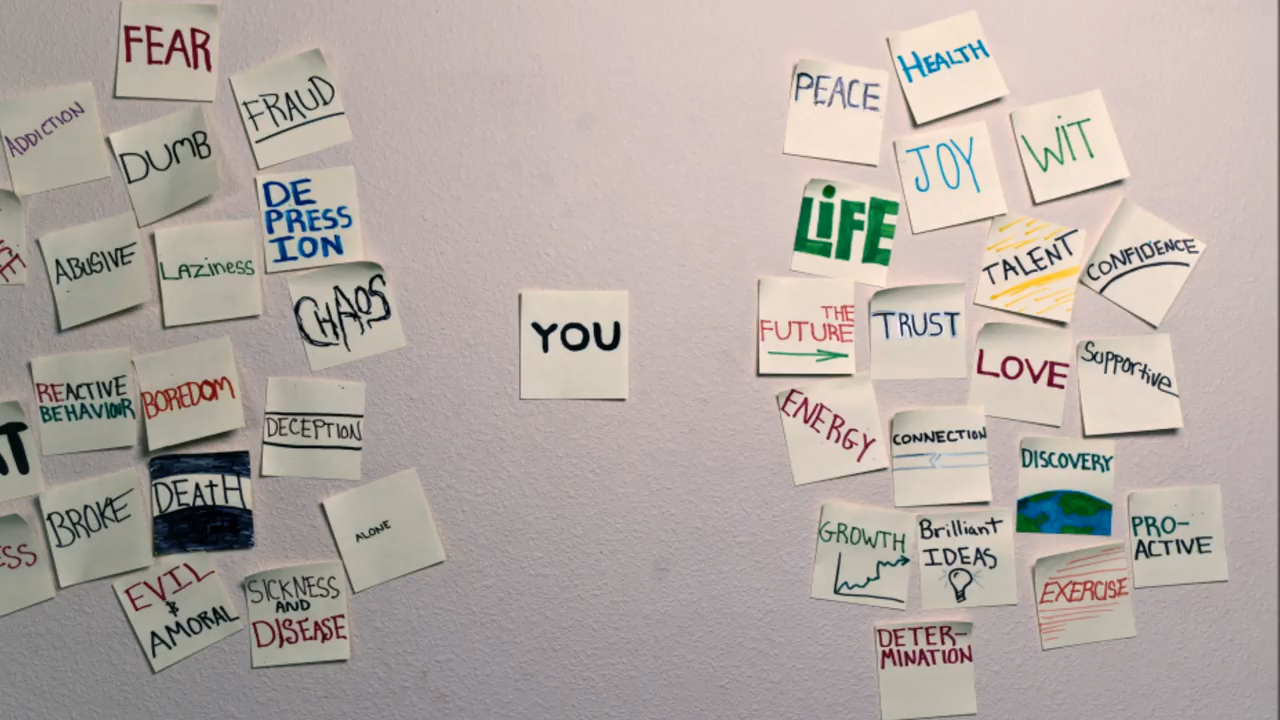 FEAR
FRAUD
ADDICTION
DUMB
DE
PRESS
ION
ABUSIVE
LAZINESS
CHAOS
REACTIVE
BEHAVIOUR
BOREDOM
DECEPTION
BROKE
DEATH
ALONE
EVIL
&
AMORAL
SICKNESS
AND
DISEASE
YOU
HEALTH
PEACE
JOY
WiT
LiFE
TALENT
CONFIDENCE
THE
FUTURE
TRUST
LOVE
Supportive
ENERGY
CONNECTION
DISCOVERY
GROWTH
Brilliant
IDEAS
PRO-
ACTIVE
EXERCISE
DETER-
MINATION